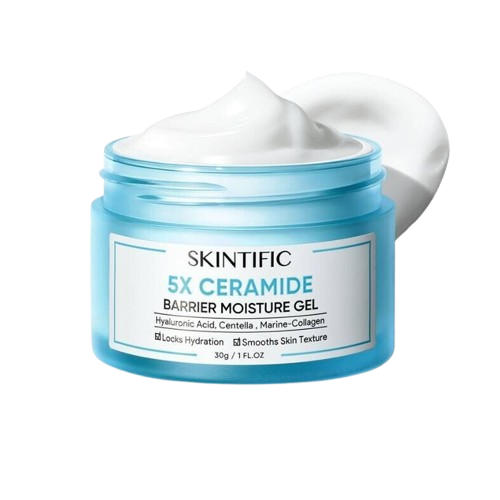 SKINTIFIC
5X CERAMIDE
BARRIER MOISTURE GEL
Hyaluronic Acid, Centella , Marine-Collagen
☑Locks Hydration ☑Smooths Skin Texture
30g / 1 FL.OZ